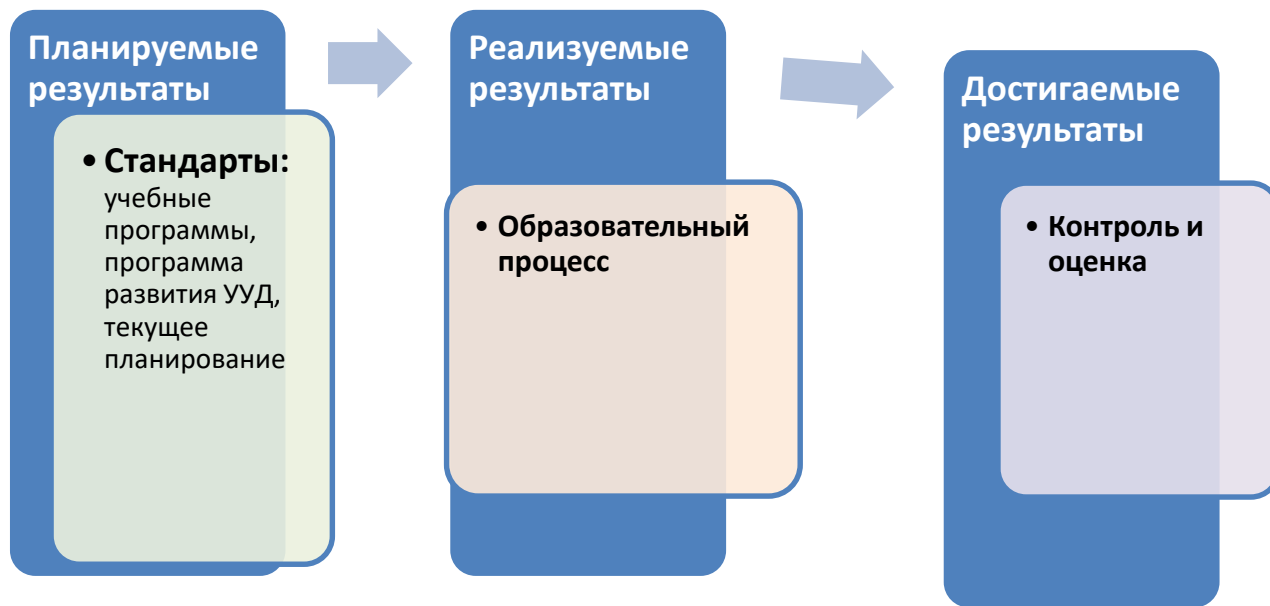 Планируемые
результаты
• Стандарты:
учебные
программы,
программа
развития УУД,
текущее
планирование
Реализуемые
результаты
• Образовательный
процесс
Достигаемые
результаты
• Контроль и
оценка